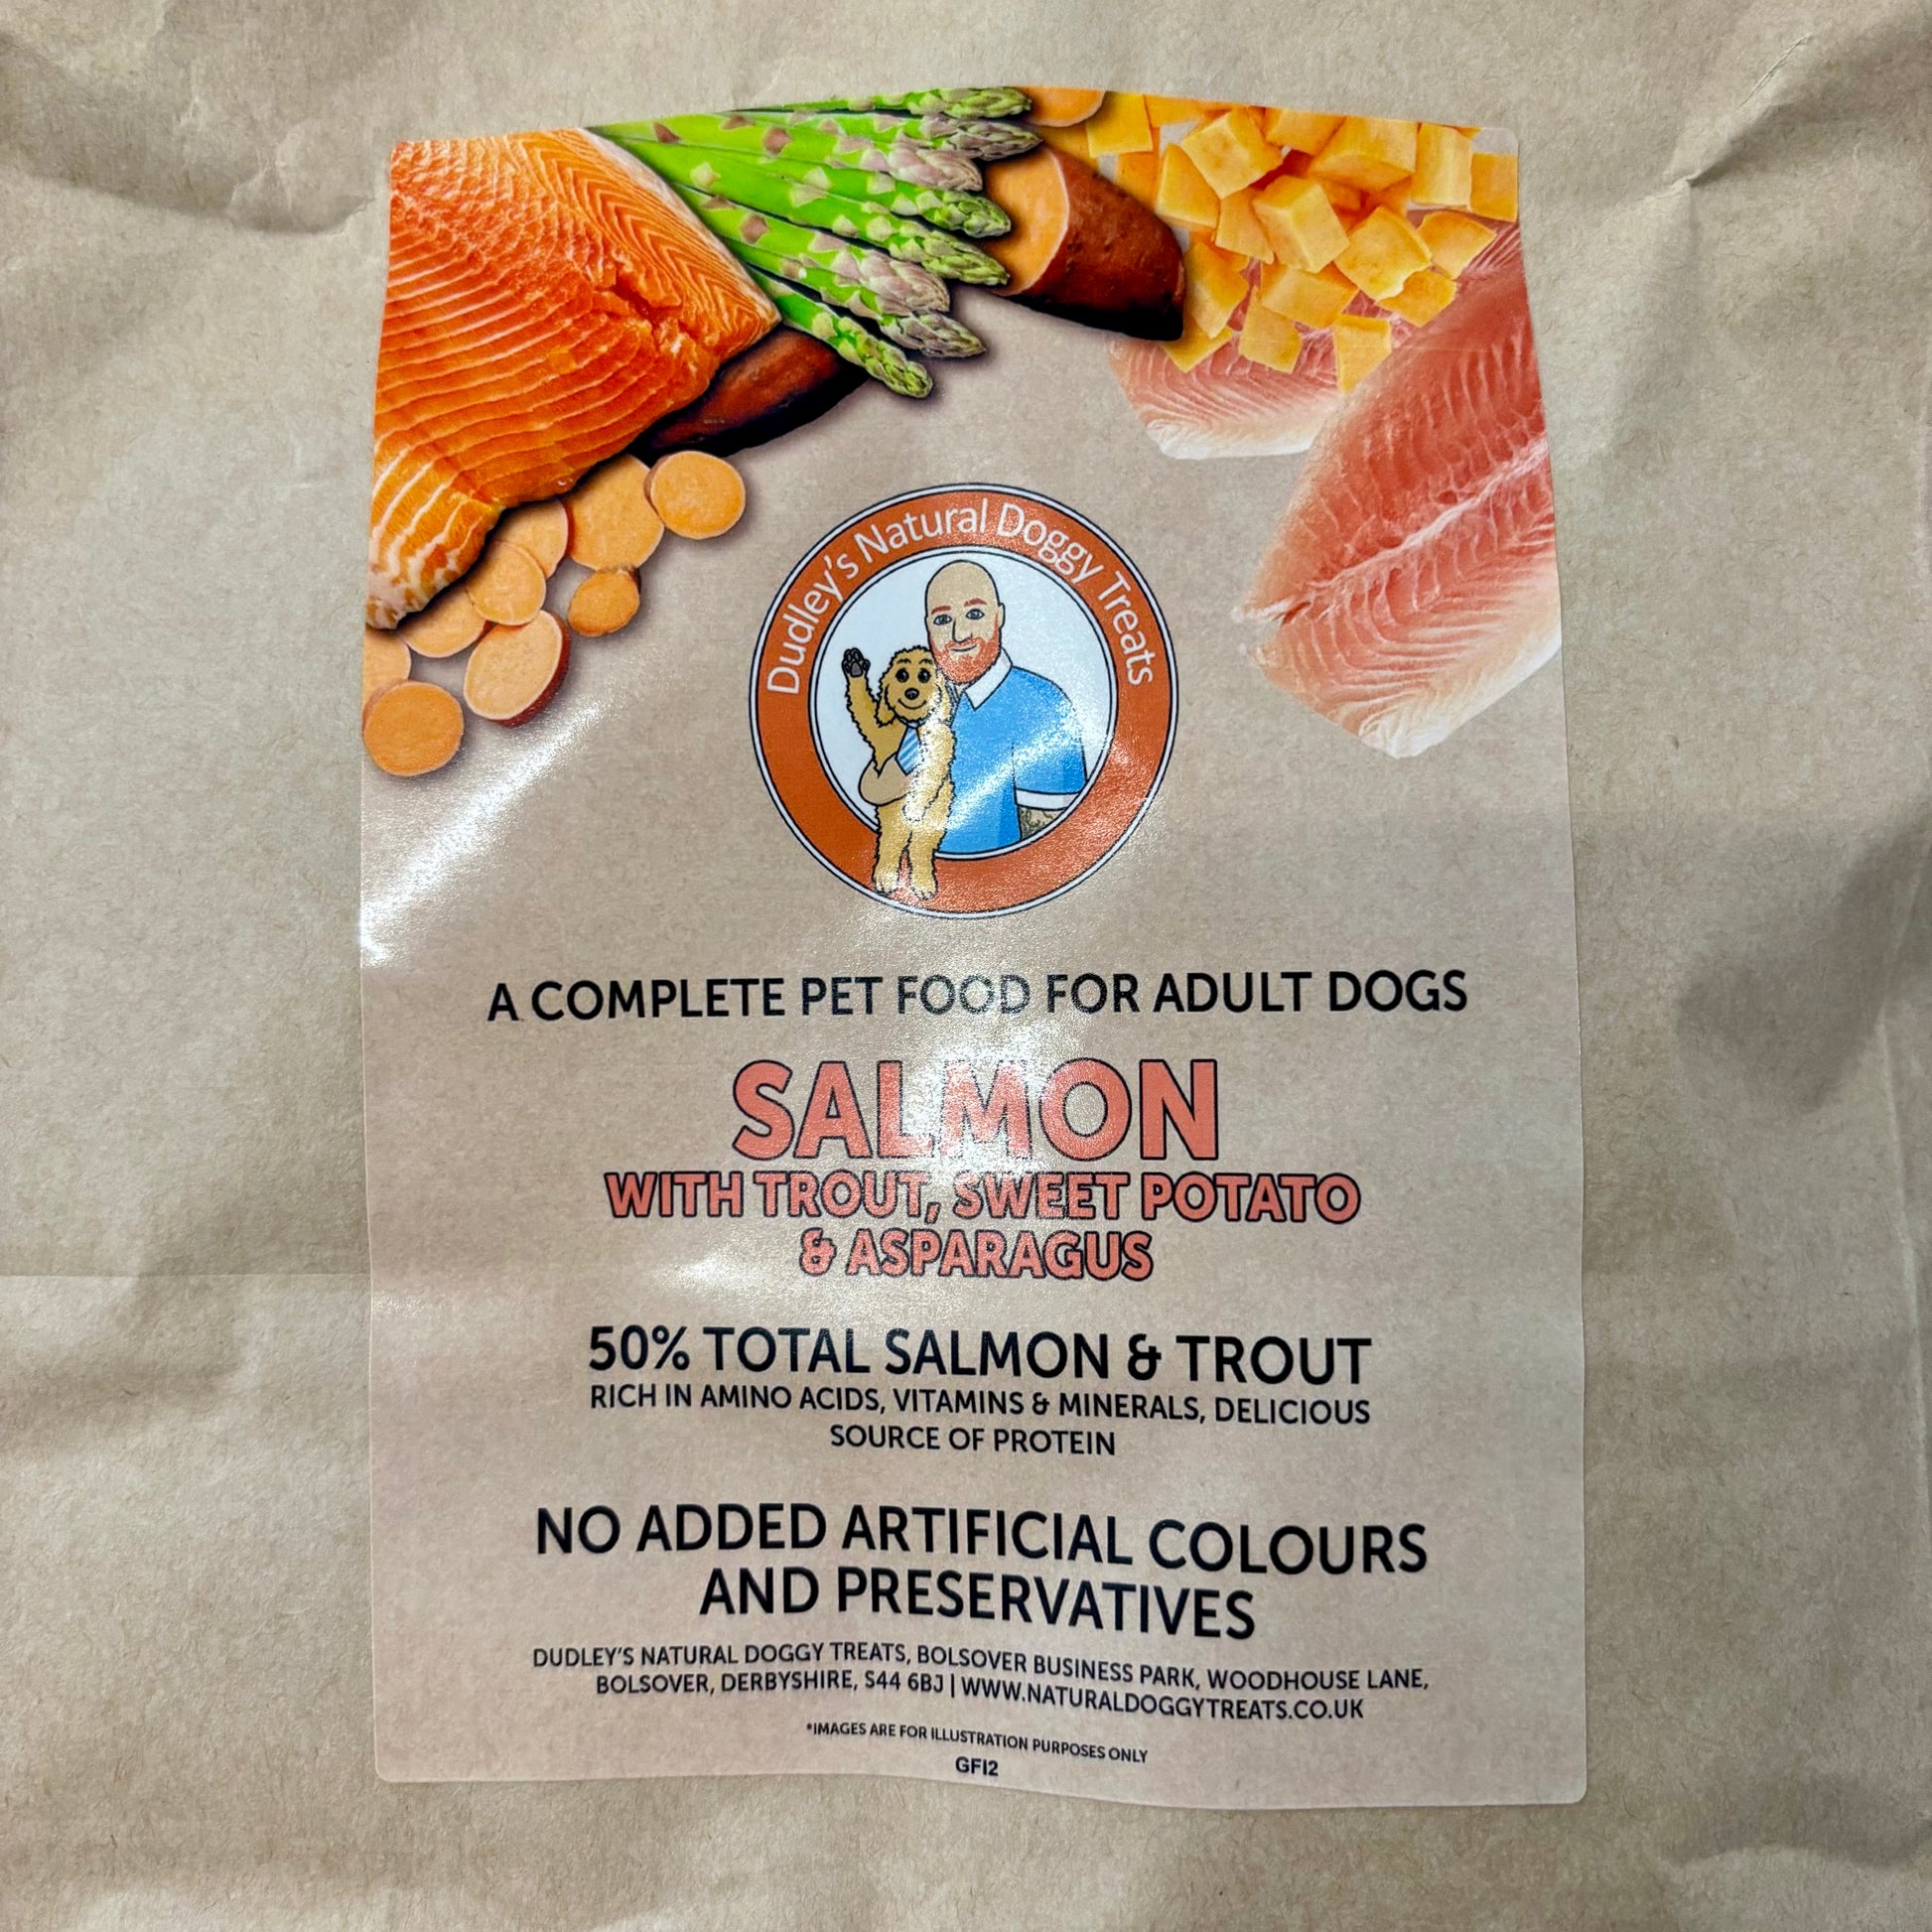 Dudley's Natural Doggy Treats
A COMPLETE PET FOOD FOR ADULT DOGS
SALMON
WITH TROUT, SWEET POTATO
& ASPARAGUS
50% TOTAL SALMON & TROUT
RICH IN AMINO ACIDS, VITAMINS & MINERALS, DELICIOUS
SOURCE OF PROTEIN
NO ADDED ARTIFICIAL COLOURS
AND PRESERVATIVES
DUDLEY'S NATURAL DOGGY TREATS, BOLSOVER BUSINESS PARK, WOODHOUSE LANE,
BOLSOVER, DERBYSHIRE, S44 6BJ | WWW.NATURALDOGGYTREATS.CO.UK
*IMAGES ARE FOR ILLUSTRATION PURPOSES ONLY
GFI2